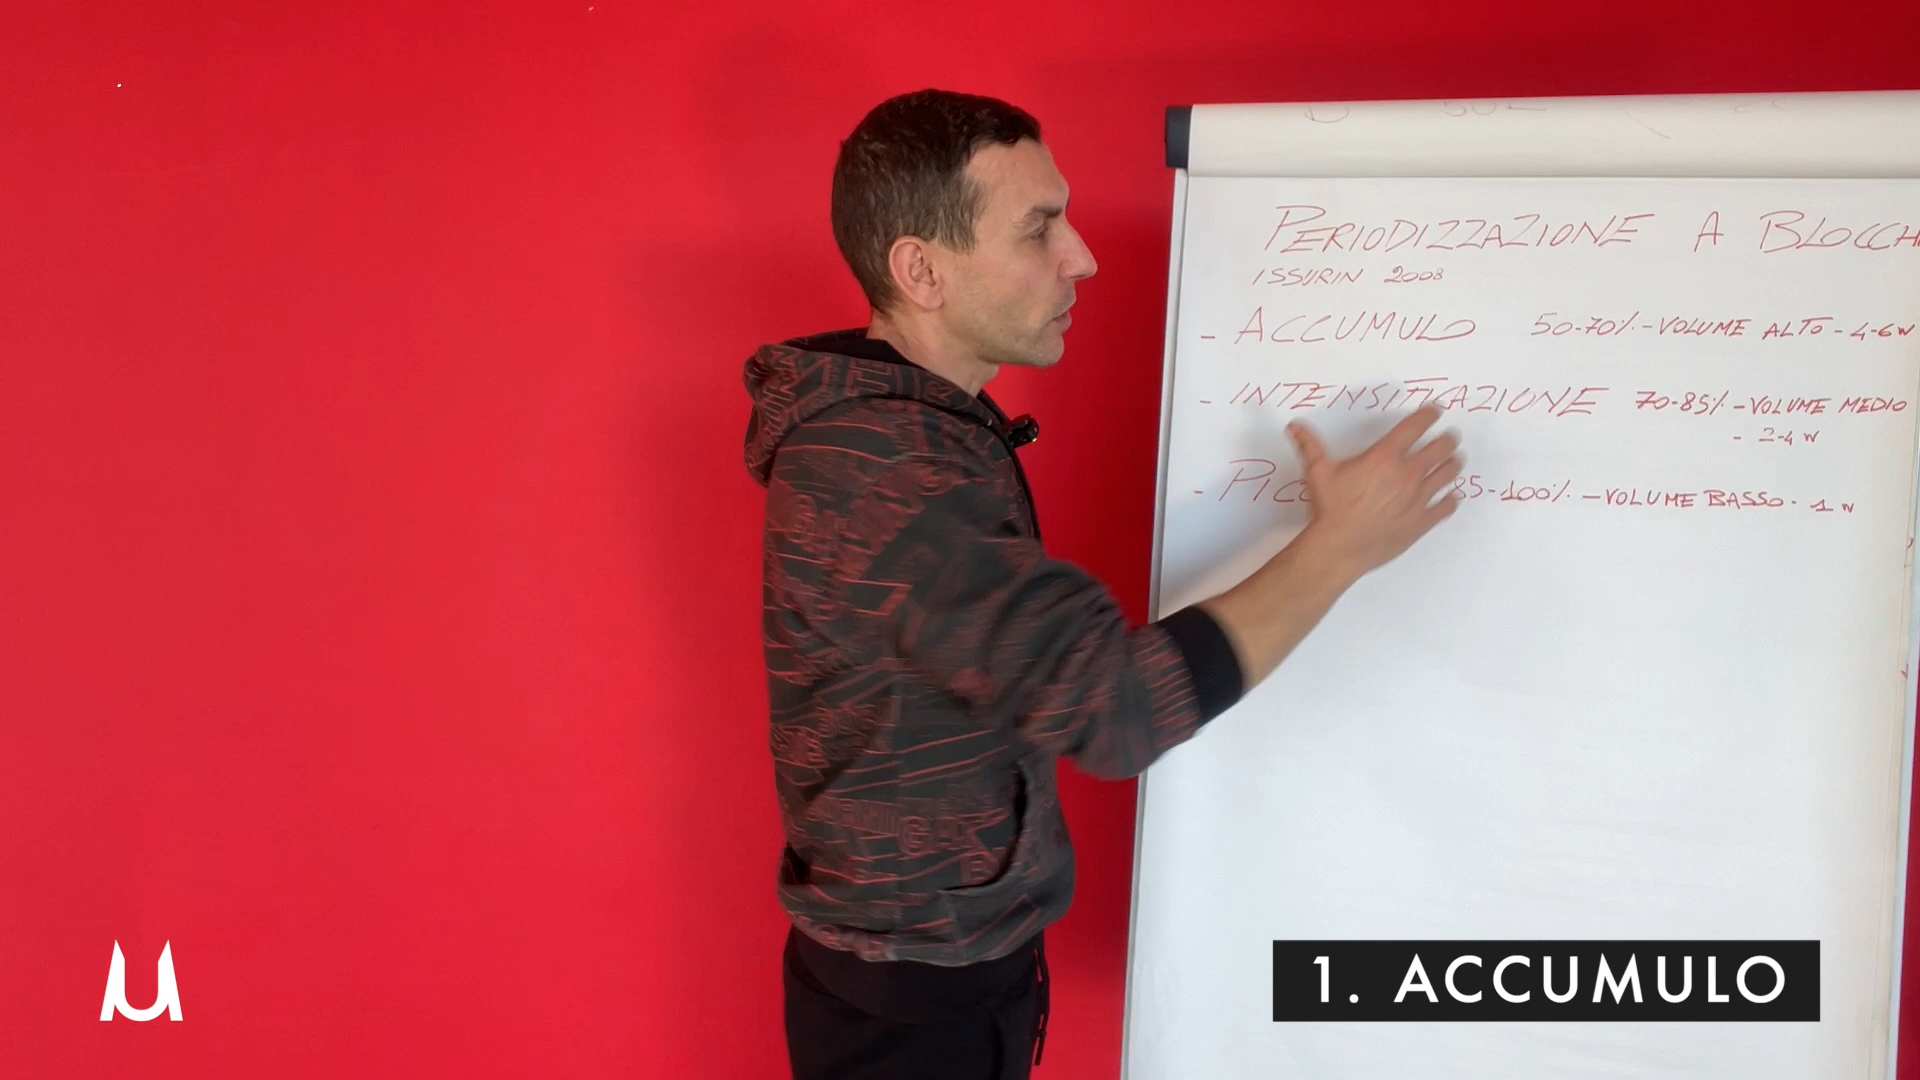 PERIODIZZAZIONE A BLOCCH
ISSURIN 2008
- ACCUMULO 50-70% - VOLUME ALTO - 4-6 W
- INTENSIFICAZIONE 70-85% - VOLUME MEDIO
- 2-4 W
- PICC 85-100% - VOLUME BASSO - 1 W
1. ACCUMULO